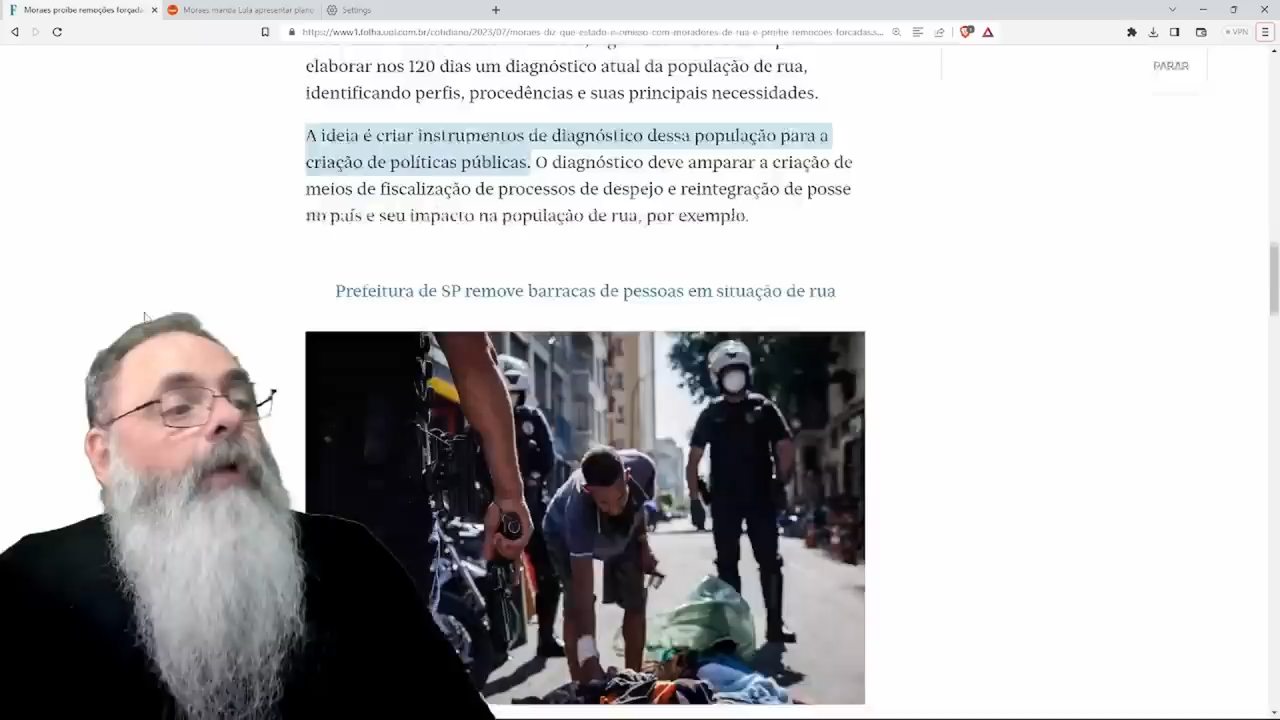 Moraes proíbe remoções forçada
Moraes manda Lula apresentar plano
Settings
https://www1.folha.uol.com.br/cotidiano/2023/07/moraes-diz-que-estado-e-omisso-com-moradores-de-rua-e-proibe-remocoes-forcadas.s...
VPN
elaborar nos 120 dias um diagnóstico atual da população de rua,
identificando perfis, procedências e suas principais necessidades.
PARAR
A ideia é criar instrumentos de diagnóstico dessa população para a
criação de políticas públicas. O diagnóstico deve amparar a criação de
meios de fiscalização de processos de despejo e reintegração de posse
no país e seu impacto na população de rua, por exemplo.
Prefeitura de SP remove barracas de pessoas em situação de rua